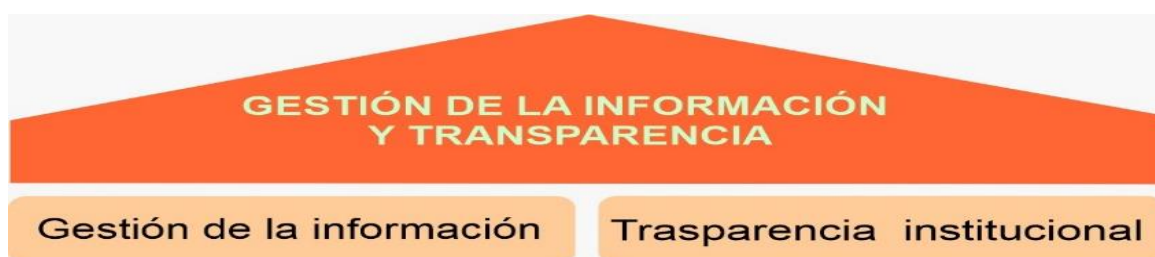 GESTIÓN DE LA INFORMACIÓN
Y TRANSPARENCIA
Gestión de la información
Trasparencia institucional